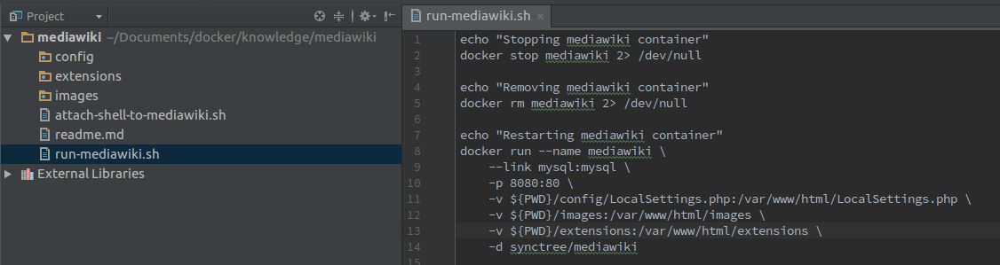 Project
mediawiki ~/Documents/docker/knowledge/mediawiki
config
extensions
images
attach-shell-to-mediawiki.sh
readme.md
run-mediawiki.sh
External Libraries
run-mediawiki.sh
1 echo "Stopping mediawiki container"
2 docker stop mediawiki 2> /dev/null
3
4 echo "Removing mediawiki container"
5 docker rm mediawiki 2> /dev/null
6
7 echo "Restarting mediawiki container"
8 docker run --name mediawiki \
9     --link mysql:mysql \
10     -p 8080:80 \
11     -v ${PWD}/config/LocalSettings.php:/var/www/html/LocalSettings.php \
12     -v ${PWD}/images:/var/www/html/images \
13     -v ${PWD}/extensions:/var/www/html/extensions \
14     -d synctree/mediawiki
15